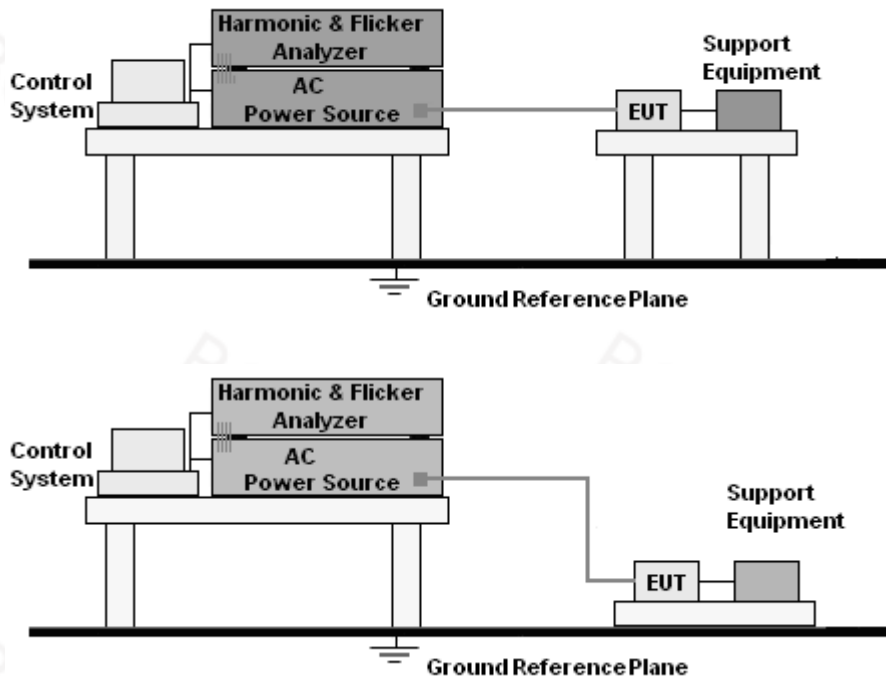 Harmonic & Flicker
Analyzer
AC
Power Source
Control
System
Support
Equipment
EUT
Ground Reference Plane
Harmonic & Flicker
Analyzer
AC
Power Source
Control
System
Support
Equipment
EUT
Ground Reference Plane